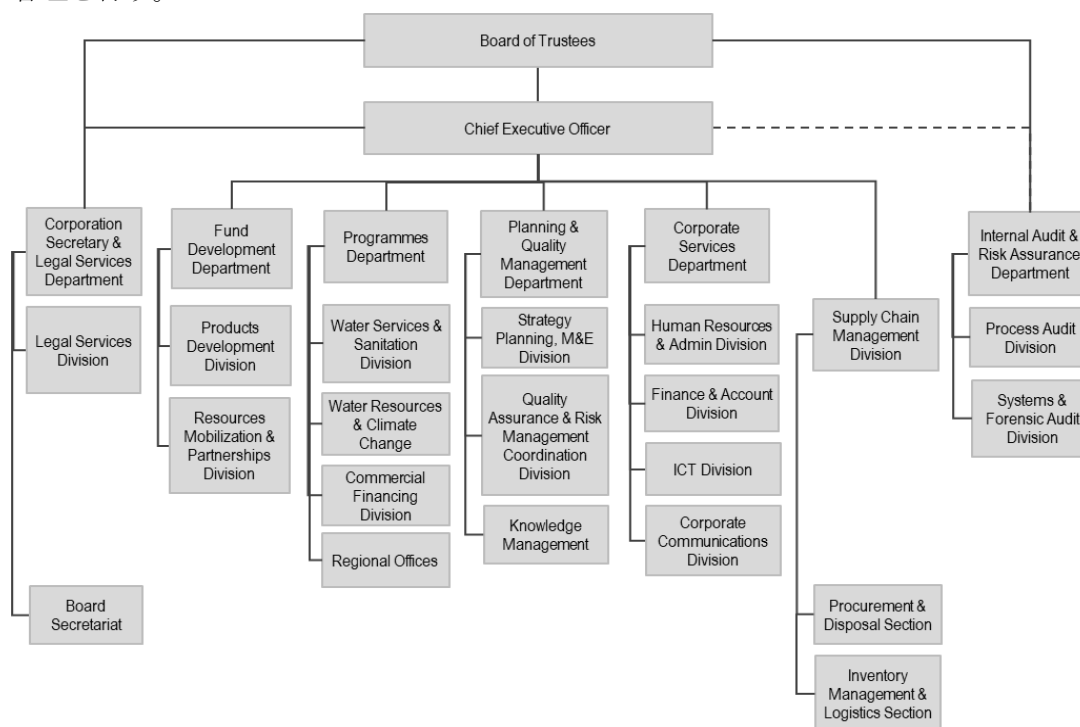 Board of Trustees
Chief Executive Officer
Corporation
Secretary &
Legal Services
Department
Legal Services
Division
Board
Secretariat
Fund
Development
Department
Products
Development
Division
Resources
Mobilization &
Partnerships
Division
Programmes
Department
Water Services &
Sanitation
Division
Water Resources
& Climate
Change
Commercial
Financing
Division
Regional Offices
Planning &
Quality
Management
Department
Strategy
Planning, M&E
Division
Quality
Assurance & Risk
Management
Coordination
Division
Knowledge
Management
Corporate
Services
Department
Human Resources
& Admin Division
Finance & Account
Division
ICT Division
Corporate
Communications
Division
Supply Chain
Management
Division
Procurement &
Disposal Section
Inventory
Management &
Logistics Section
Internal Audit &
Risk Assurance
Department
Process Audit
Division
Systems &
Forensic Audit
Division